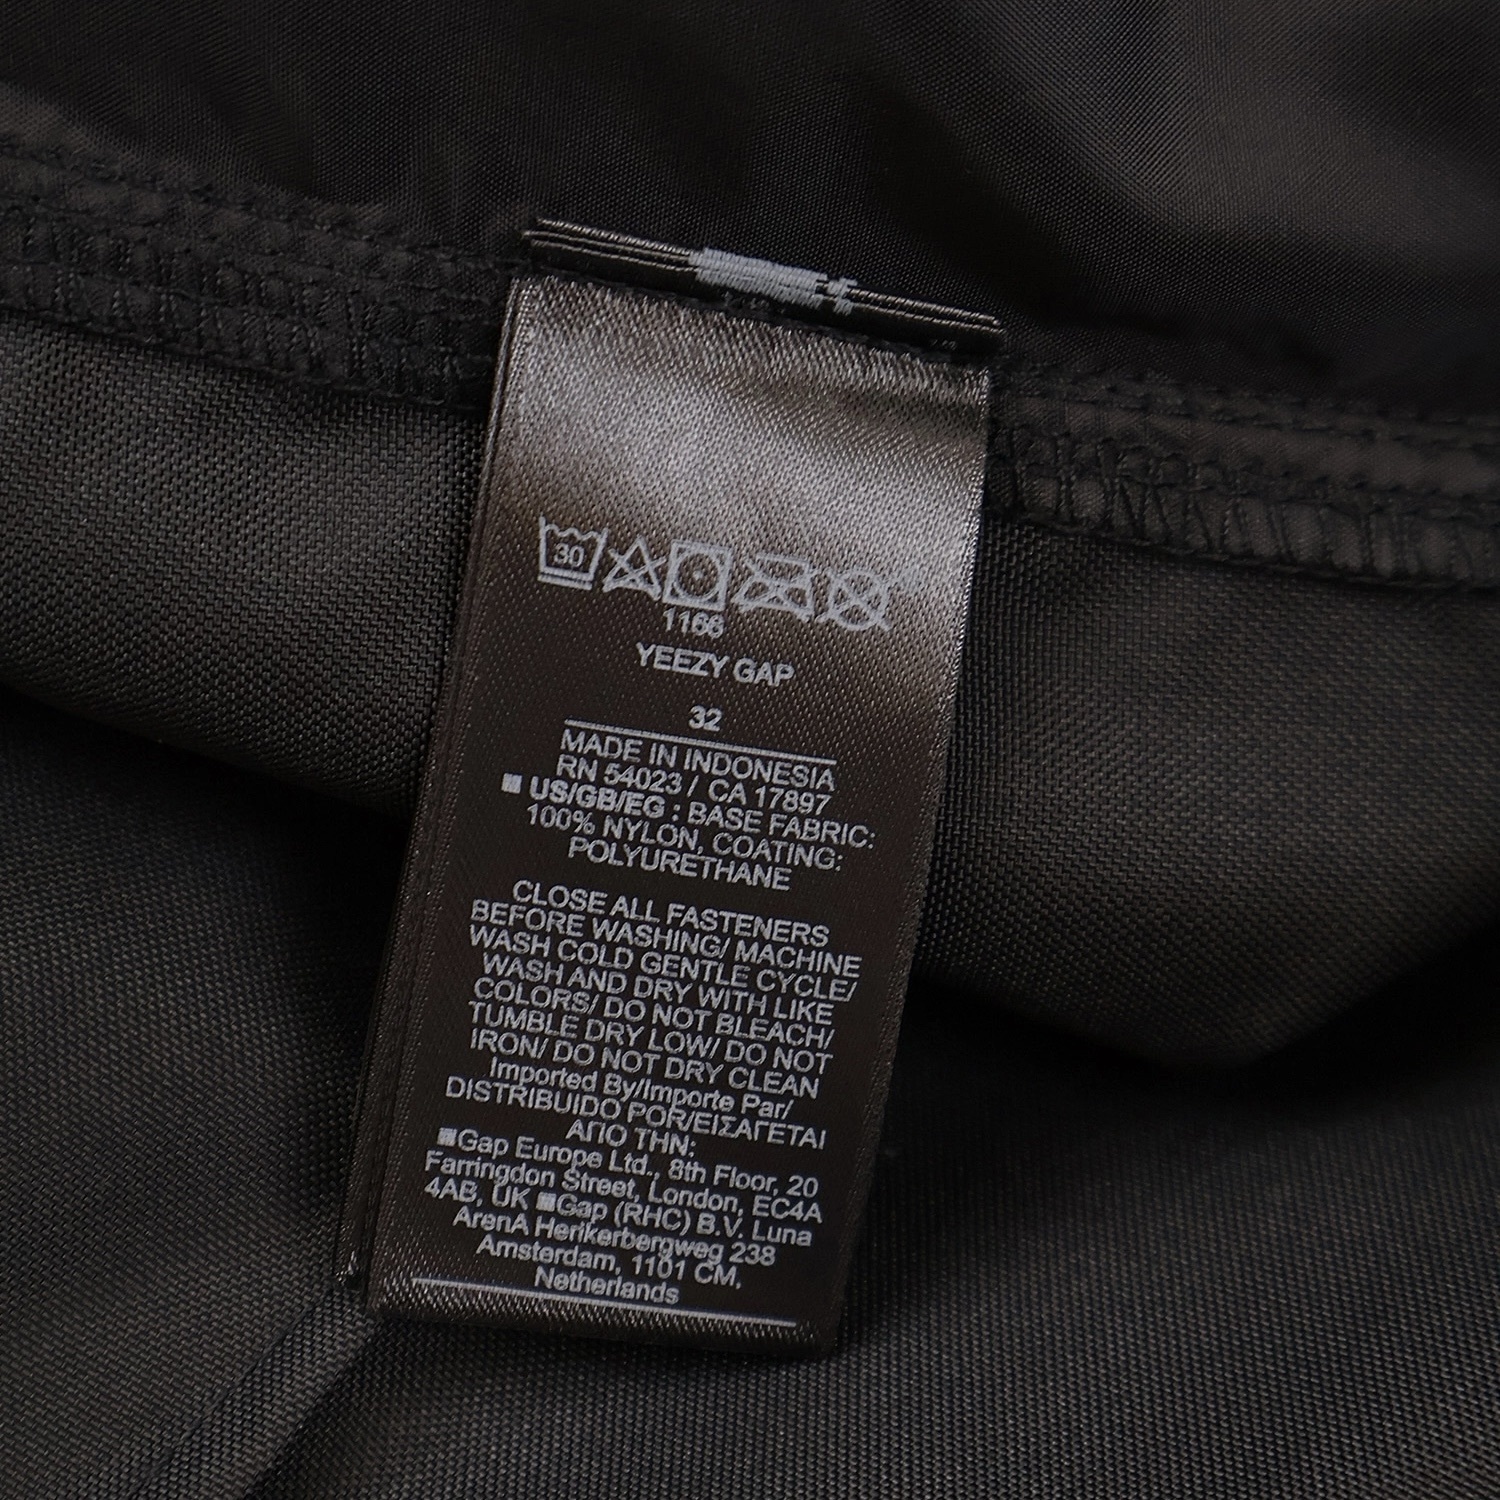 30
1166
YEEZY GAP
32
MADE IN INDONESIA
RN 54023 / CA 17897
■ US/GB/EG : BASE FABRIC:
100% NYLON, COATING:
POLYURETHANE
CLOSE ALL FASTENERS
BEFORE WASHING/ MACHINE
WASH COLD GENTLE CYCLE/
WASH AND DRY WITH LIKE
COLORS/ DO NOT BLEACH/
TUMBLE DRY LOW/ DO NOT
IRON/ DO NOT DRY CLEAN
Imported By/Importe Par/
DISTRIBUIDO POR/ΕΙΣΑΓΕΤΑΙ
ΑΠΟ ΤΗΝ:
■Gap Europe Ltd., 8th Floor, 20
Farringdon Street, London, EC4A
4AB, UK ■Gap (RHC) B.V. Luna
ArenA Herikerbergweg 238
Amsterdam, 1101 CM,
Netherlands